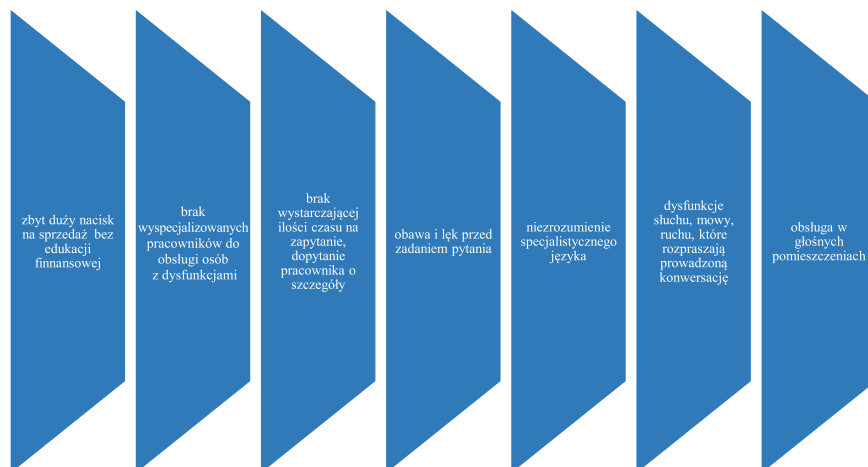 zbyt duży nacisk
na sprzedaż bez
edukacji
finnansowej
brak
wyspecjalizowanych
pracowników do
obsługi osób
z dysfunkcjami
brak
wystarczającej
ilości czasu na
zapytanie,
dopytanie
pracownika o
szczegóły
obawa i lęk przed
zadaniem pytania
niezrozumienie
specjalistycznego
języka
dysfunkcje
słuchu, mowy,
ruchu, które
rozpraszają
prowadzoną
konwersację
obsługa w
głośnych
pomieszczeniach